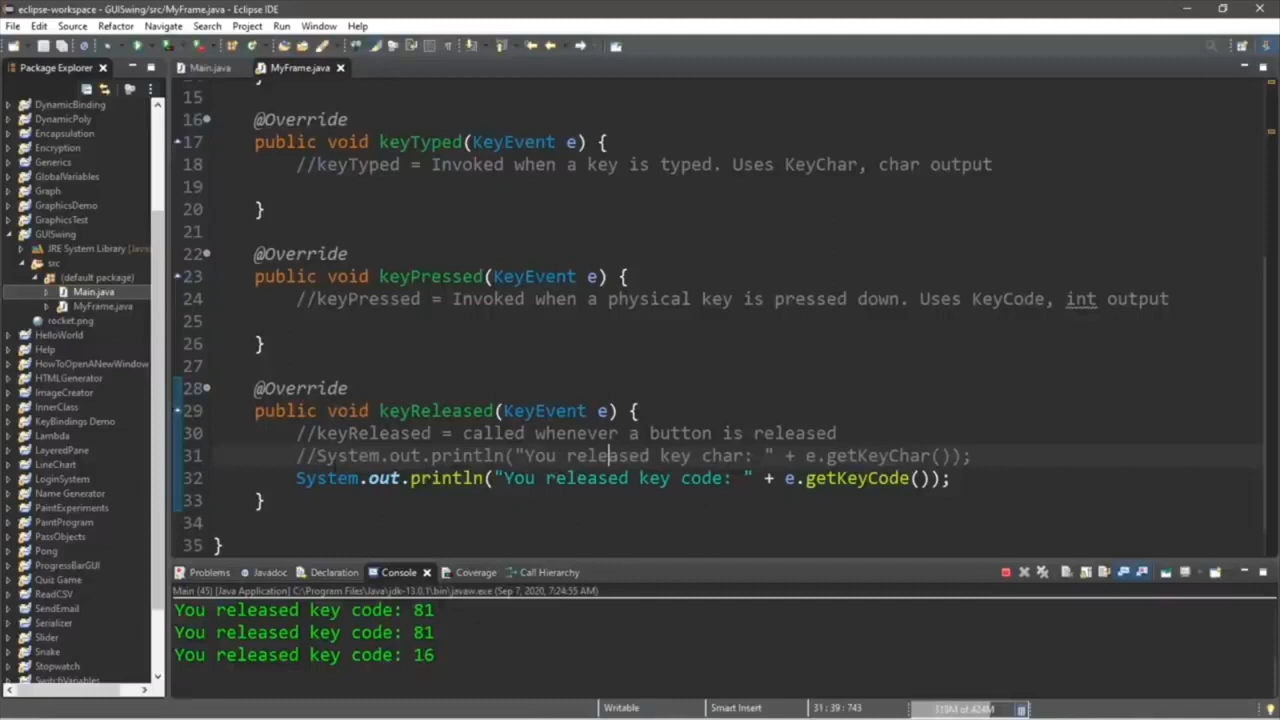 eclipse-workspace - GUISwing/src/MyFrame.java - Eclipse IDE
File Edit Source Refactor Navigate Search Project Run Window Help
Package Explorer
Main.java MyFrame.java
DynamicBinding
DynamicPoly
Encapsulation
Encryption
Generics
GlobalVariables
Graph
GraphicsDemo
GraphicsTest
GUISwing
JRE System Library [Java
src
(default package)
Main.java
MyFrame.java
rocket.png
HelloWorld
Help
HowToOpenANewWindow
HTMLGenerator
ImageCreator
InnerClass
KeyBindings Demo
Lambda
LayeredPane
LineChart
LoginSystem
Name Generator
PaintExperiments
PaintProgram
PassObjects
Pong
ProgressBarGUI
Quiz Game
ReadCSV
SendEmail
Serializer
Slider
Snake
Stopwatch
SwitchVariables
15
16 @Override
17 public void keyTyped(KeyEvent e) {
18 //keyTyped = Invoked when a key is typed. Uses KeyChar, char output
19
20 }
21
22 @Override
23 public void keyPressed(KeyEvent e) {
24 //keyPressed = Invoked when a physical key is pressed down. Uses KeyCode, int output
25
26 }
27
28 @Override
29 public void keyReleased(KeyEvent e) {
30 //keyReleased = called whenever a button is released
31 //System.out.println("You released key char: " + e.getKeyChar());
32 System.out.println("You released key code: " + e.getKeyCode());
33 }
34
35 }
Problems Javadoc Declaration Console Coverage Call Hierarchy
Main (45) [Java Application] C:\Program Files\Java\jdk-13.0.1\bin\javaw.exe (Sep 7, 2020, 7:24:55 AM)
You released key code: 81
You released key code: 81
You released key code: 16
Writable Smart Insert 31 : 39 : 743